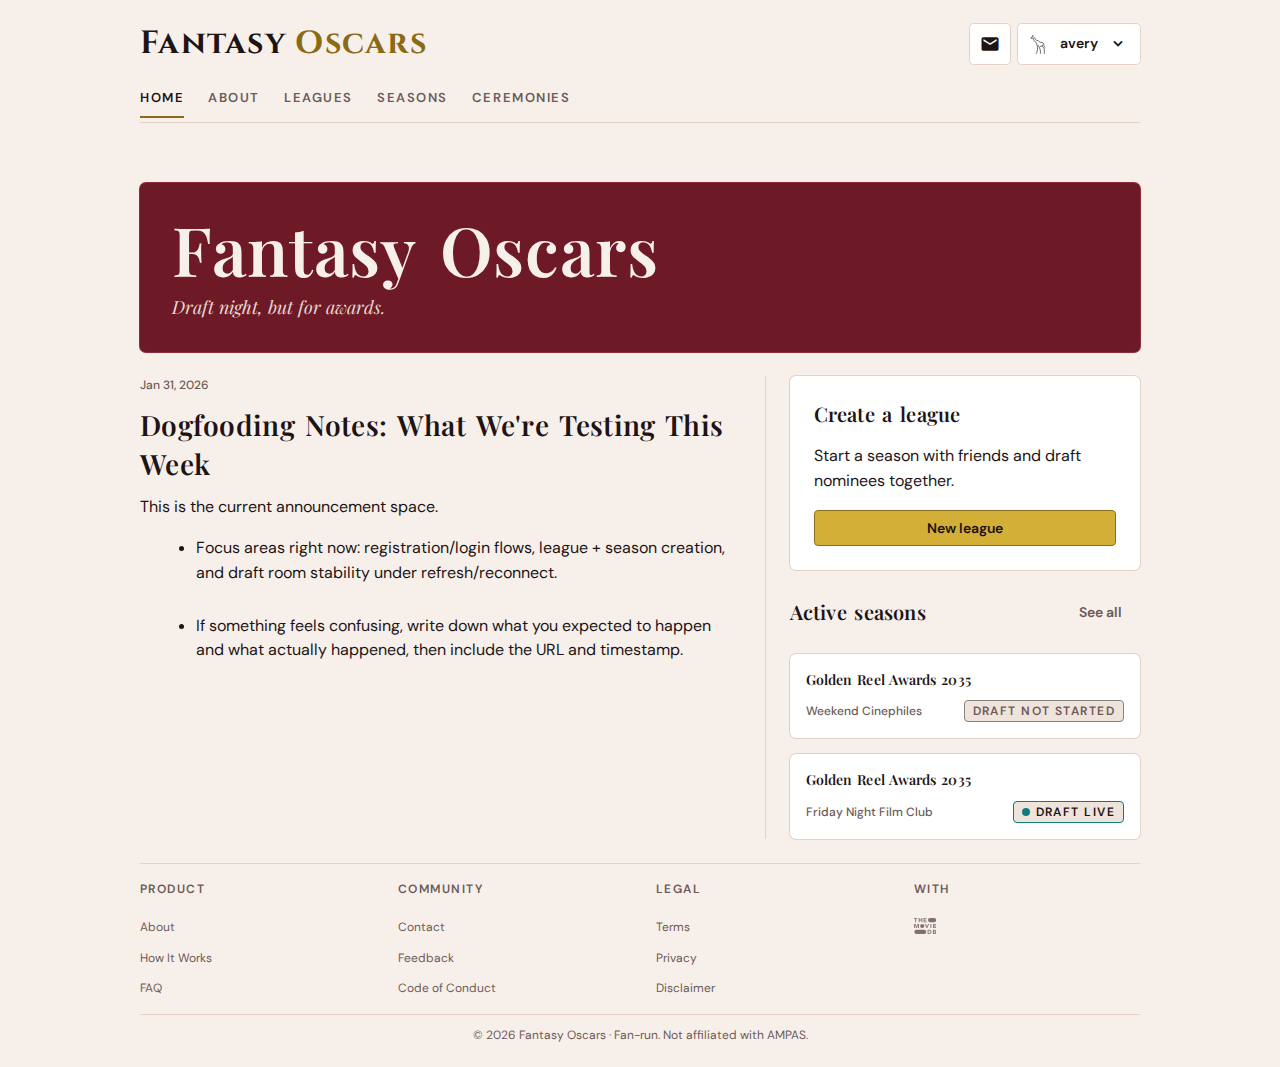 Fantasy Oscars
avery
HOME ABOUT LEAGUES SEASONS CEREMONIES
Fantasy Oscars
Draft night, but for awards.
Jan 31, 2026
Dogfooding Notes: What We're Testing This
Week
This is the current announcement space.
• Focus areas right now: registration/login flows, league + season creation,
and draft room stability under refresh/reconnect.
• If something feels confusing, write down what you expected to happen
and what actually happened, then include the URL and timestamp.
Create a league
Start a season with friends and draft
nominees together.
New league
Active seasons See all
Golden Reel Awards 2035
Weekend Cinephiles DRAFT NOT STARTED
Golden Reel Awards 2035
Friday Night Film Club DRAFT LIVE
PRODUCT
About
How It Works
FAQ
COMMUNITY
Contact
Feedback
Code of Conduct
LEGAL
Terms
Privacy
Disclaimer
WITH
THE
MOVIE
DB
© 2026 Fantasy Oscars · Fan-run. Not affiliated with AMPAS.